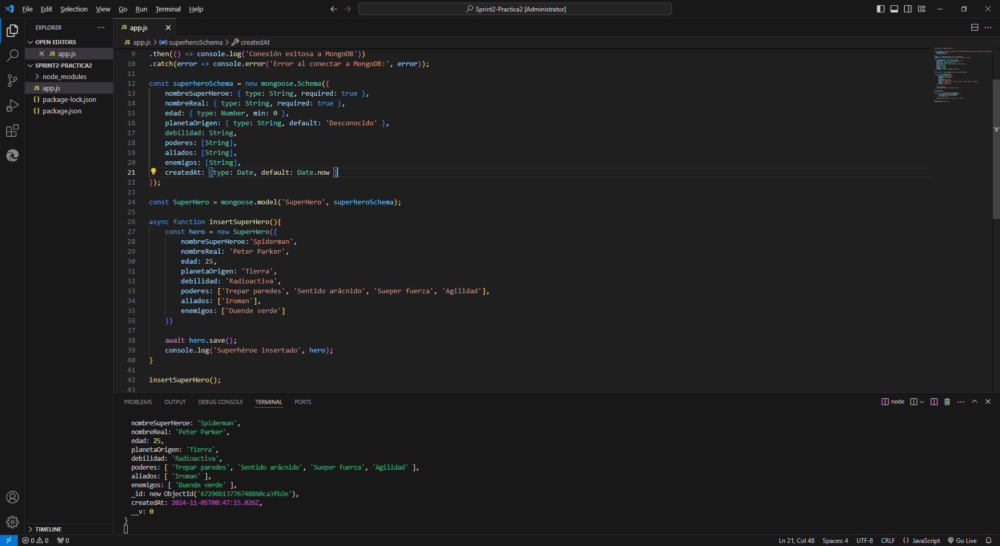 File Edit Selection View Go Run Terminal Help
Sprint2-Practica2 [Administrator]
EXPLORER
OPEN EDITORS
JS app.js
SPRINT2-PRACTICA2
node_modules
JS app.js
{} package-lock.json
{} package.json
TIMELINE
JS app.js
JS app.js > superheroSchema > createdAt
9 .then(() => console.log('Conexión exitosa a MongoDB'))
10 .catch(error => console.error('Error al conectar a MongoDB:', error));
11
12 const superheroSchema = new mongoose.Schema({
13 nombreSuperHeroe: { type: String, required: true },
14 nombreReal: { type: String, required: true },
15 edad: { type: Number, min: 0 },
16 planetaOrigen: { type: String, default: 'Desconocido' },
17 debilidad: String,
18 poderes: [String],
19 aliados: [String],
20 enemigos: [String],
21 createdAt: {type: Date, default: Date.now }
22 });
23
24 const SuperHero = mongoose.model('SuperHero', superheroSchema);
25
26 async function insertSuperHero(){
27 const hero = new SuperHero({
28 nombreSuperHeroe:'Spiderman',
29 nombreReal: 'Peter Parker',
30 edad: 25,
31 planetaOrigen: 'Tierra',
32 debilidad: 'Radioactiva',
33 poderes: ['Trepar paredes', 'Sentido arácnido', 'Sueper fuerza', 'Agilidad'],
34 aliados: ['Iroman'],
35 enemigos: ['Duende verde']
36 })
37
38 await hero.save();
39 console.log('Superhéroe insertado', hero);
40 }
41
42 insertSuperHero();
43
PROBLEMS OUTPUT DEBUG CONSOLE TERMINAL PORTS
node
nombreSuperHeroe: 'Spiderman',
nombreReal: 'Peter Parker',
edad: 25,
planetaOrigen: 'Tierra',
debilidad: 'Radioactiva',
poderes: [ 'Trepar paredes', 'Sentido arácnido', 'Sueper fuerza', 'Agilidad' ],
aliados: [ 'Iroman' ],
enemigos: [ 'Duende verde' ],
_id: new ObjectId('67296b13776748860ca3fb2e'),
createdAt: 2024-11-05T00:47:15.026Z,
__v: 0
}
0 0 0
Ln 21, Col 48 Spaces: 4 UTF-8 CRLF {} JavaScript Go Live